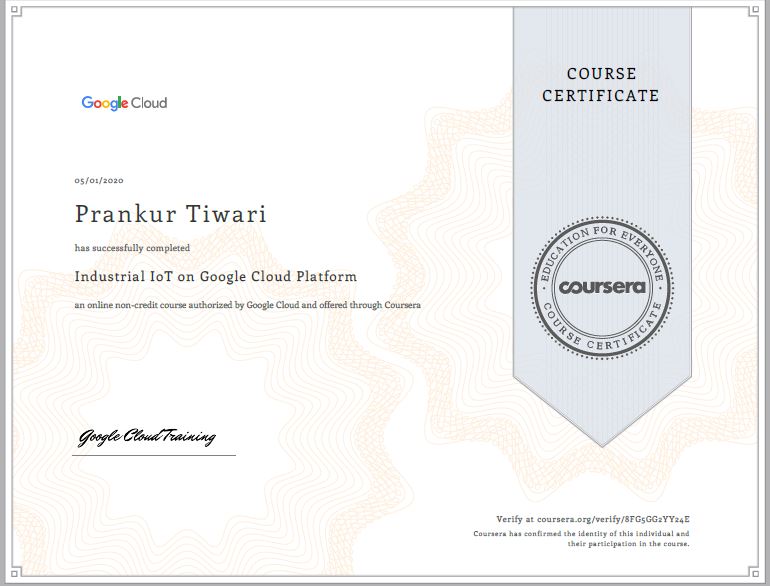 COURSE
CERTIFICATE
Google Cloud
05/01/2020
Prankur Tiwari
has successfully completed
Industrial IoT on Google Cloud Platform
an online non-credit course authorized by Google Cloud and offered through Coursera
EDUCATION FOR EVERYONE
coursera
COURSE CERTIFICATE
Google Cloud Training
Verify at coursera.org/verify/8FG5GG2YY24E
Coursera has confirmed the identity of this individual and
their participation in the course.